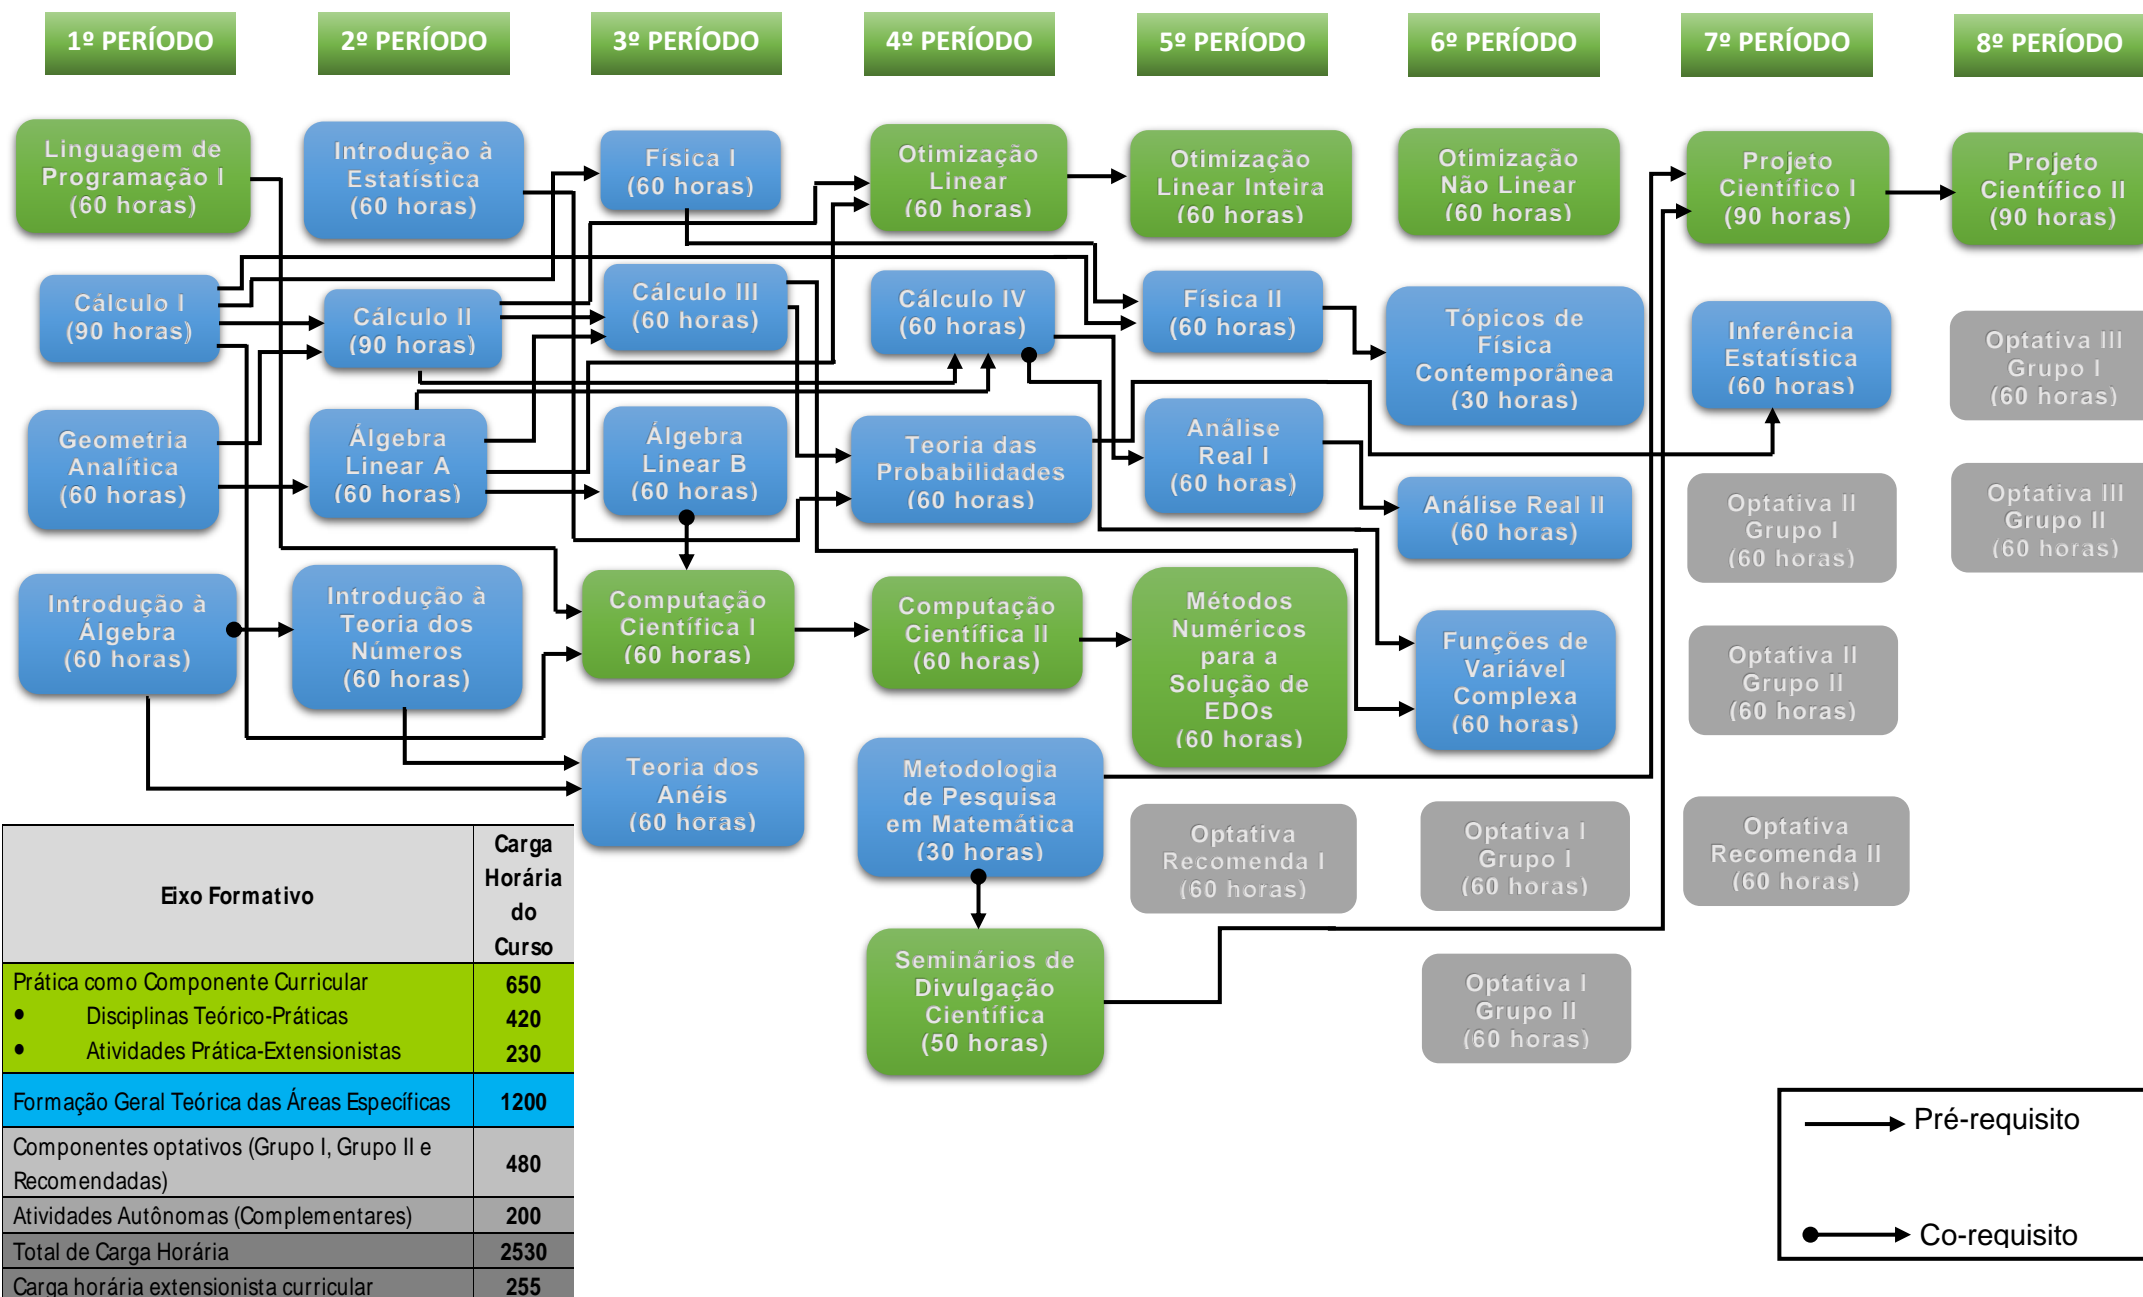 1º PERÍODO
2º PERÍODO
3º PERÍODO
4º PERÍODO
5º PERÍODO
6º PERÍODO
7º PERÍODO
8º PERÍODO
Linguagem de
Programação I
(60 horas)
Cálculo I
(90 horas)
Geometria
Analítica
(60 horas)
Introdução à
Álgebra
(60 horas)
Introdução à
Estatística
(60 horas)
Cálculo II
(90 horas)
Álgebra
Linear A
(60 horas)
Introdução à
Teoria dos
Números
(60 horas)
Física I
(60 horas)
Cálculo III
(60 horas)
Álgebra
Linear B
(60 horas)
Computação
Científica I
(60 horas)
Teoria dos
Anéis
(60 horas)
Otimização
Linear
(60 horas)
Cálculo IV
(60 horas)
Teoria das
Probabilidades
(60 horas)
Computação
Científica II
(60 horas)
Metodologia
de Pesquisa
em Matemática
(30 horas)
Seminários de
Divulgação
Científica
(50 horas)
Otimização
Linear Inteira
(60 horas)
Física II
(60 horas)
Análise
Real I
(60 horas)
Métodos
Numéricos
para a
Solução de
EDOs
(60 horas)
Optativa
Recomenda I
(60 horas)
Otimização
Não Linear
(60 horas)
Tópicos de
Física
Contemporânea
(30 horas)
Análise Real II
(60 horas)
Funções de
Variável
Complexa
(60 horas)
Optativa I
Grupo I
(60 horas)
Optativa I
Grupo II
(60 horas)
Projeto
Científico I
(90 horas)
Inferência
Estatística
(60 horas)
Optativa II
Grupo I
(60 horas)
Optativa II
Grupo II
(60 horas)
Optativa
Recomenda II
(60 horas)
Projeto
Científico II
(90 horas)
Optativa III
Grupo I
(60 horas)
Optativa III
Grupo II
(60 horas)
Eixo Formativo
Carga
Horária
do
Curso
Prática como Componente Curricular 650
• Disciplinas Teórico-Práticas 420
• Atividades Prática-Extensionistas 230
Formação Geral Teórica das Áreas Específicas 1200
Componentes optativos (Grupo I, Grupo II e
Recomendadas) 480
Atividades Autônomas (Complementares) 200
Total de Carga Horária 2530
Carga horária extensionista curricular 255
Pré-requisito
Co-requisito